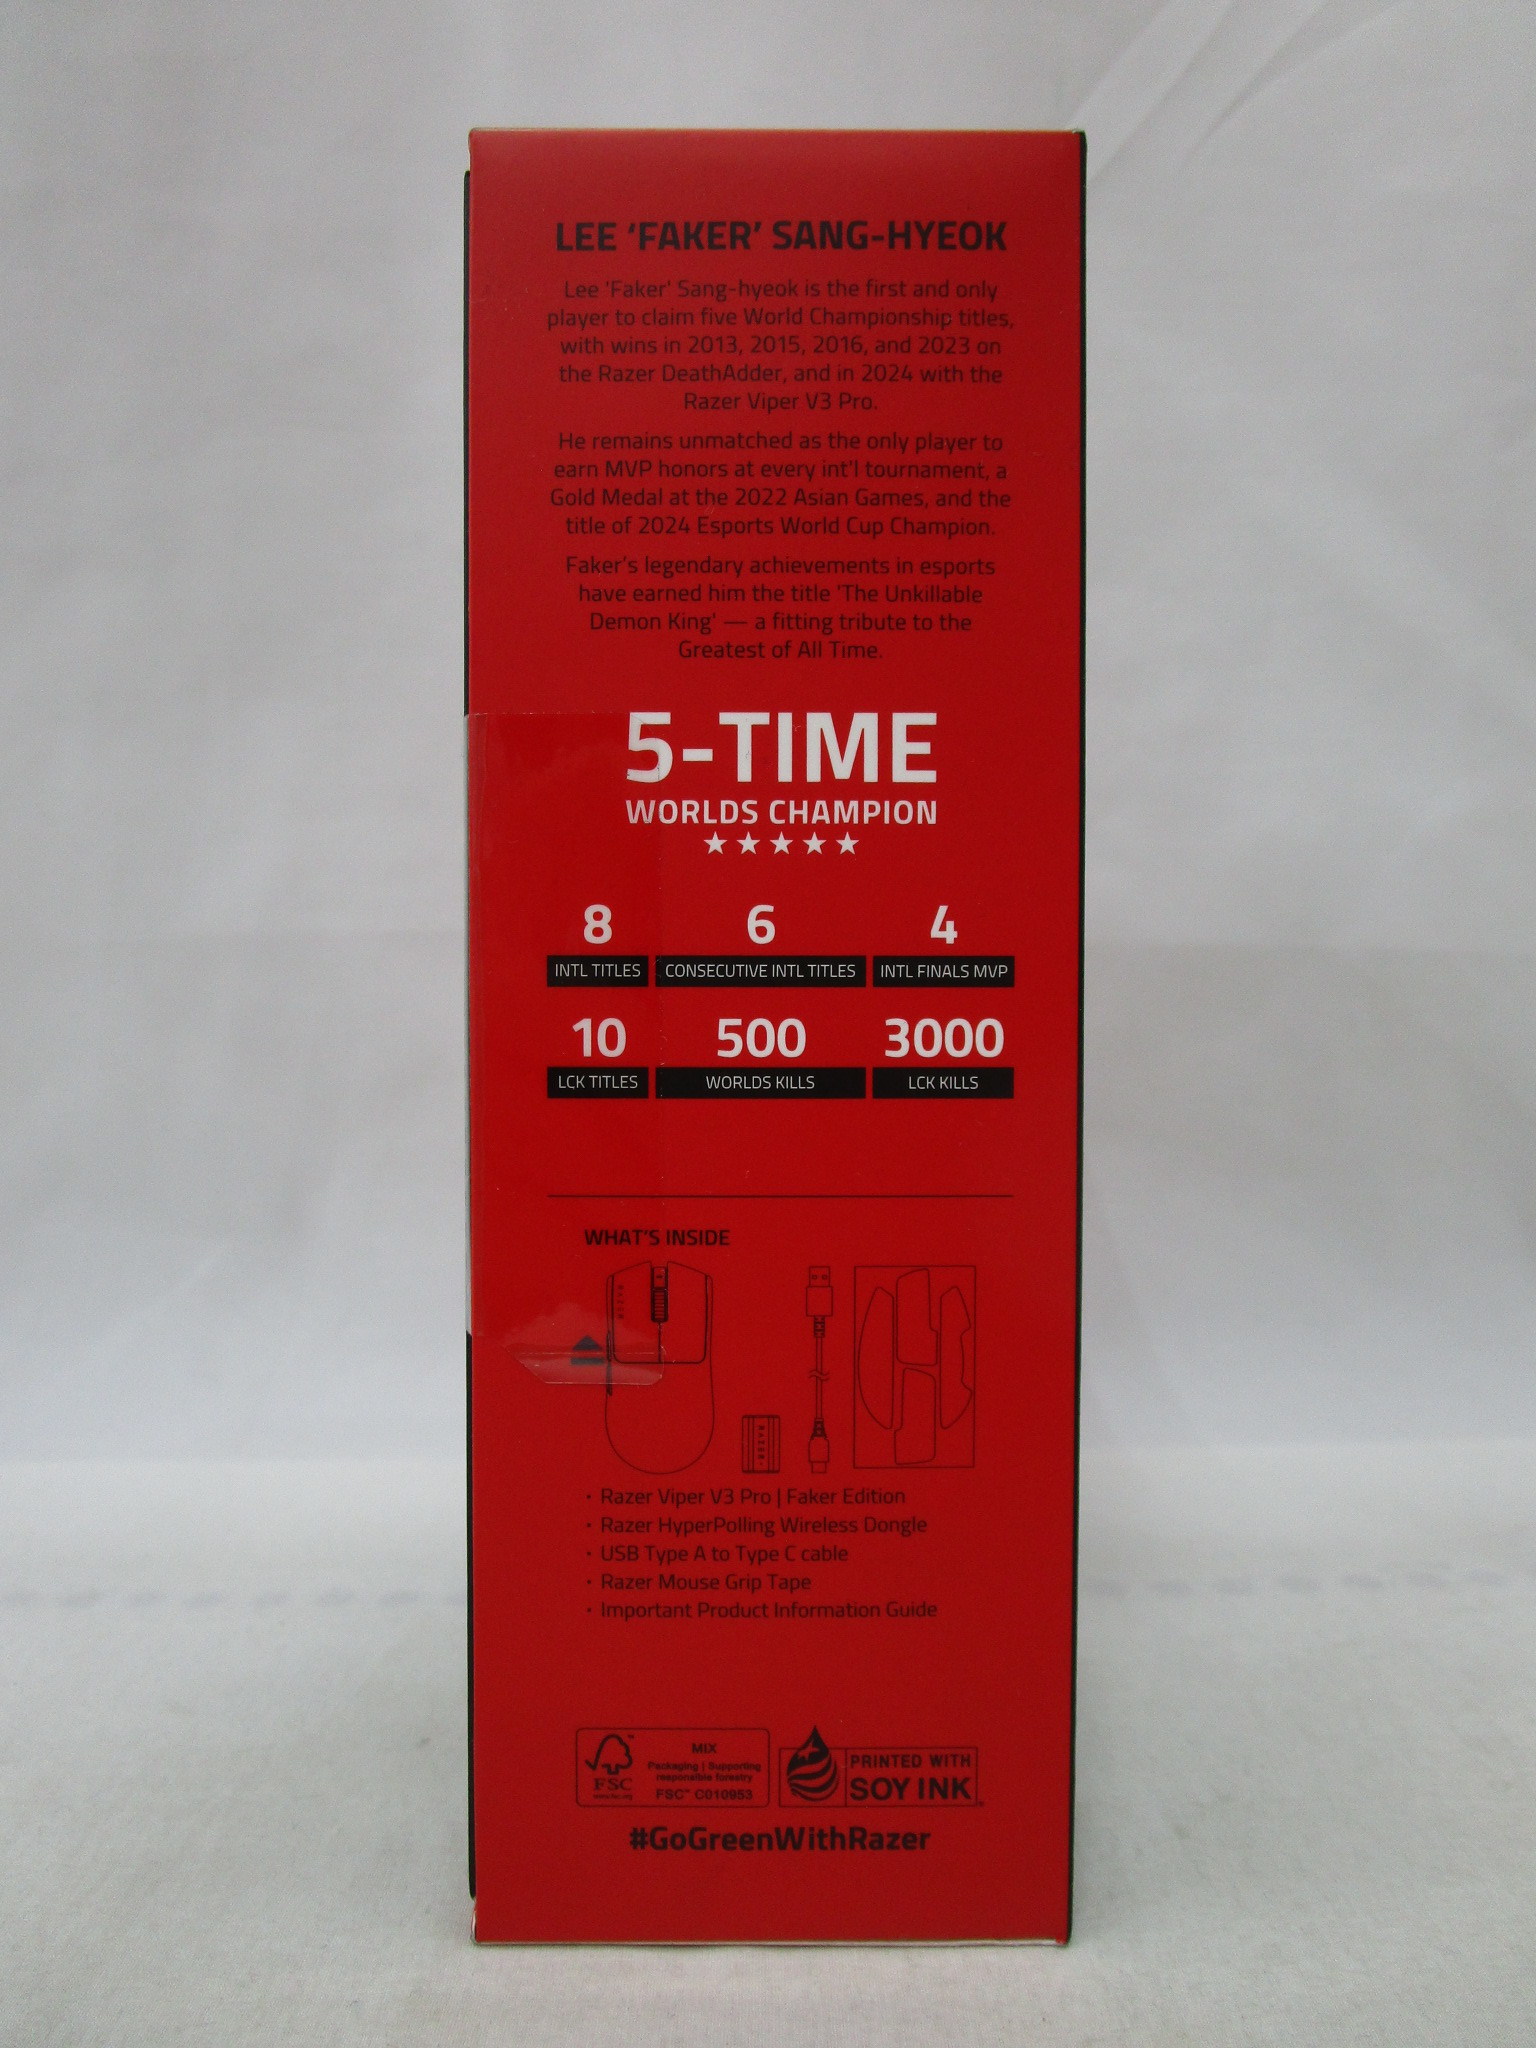 LEE 'FAKER' SANG-HYEOK
Lee 'Faker' Sang-hyeok is the first and only
player to claim five World Championship titles,
with wins in 2013, 2015, 2016, and 2023 on
the Razer DeathAdder, and in 2024 with the
Razer Viper V3 Pro.
He remains unmatched as the only player to
earn MVP honors at every int'l tournament, a
Gold Medal at the 2022 Asian Games, and the
title of 2024 Esports World Cup Champion.
Faker's legendary achievements in esports
have earned him the title 'The Unkillable
Demon King' — a fitting tribute to the
Greatest of All Time.
5-TIME
WORLDS CHAMPION
★★★★★
8 6 4
INTL TITLES CONSECUTIVE INTL TITLES INTL FINALS MVP
10 500 3000
LCK TITLES WORLDS KILLS LCK KILLS
WHAT'S INSIDE
RAZER
RAZER
• Razer Viper V3 Pro | Faker Edition
• Razer HyperPolling Wireless Dongle
• USB Type A to Type C cable
• Razer Mouse Grip Tape
• Important Product Information Guide
FSC
www.fsc.org
MIX
Packaging | Supporting
responsible forestry
FSC™ C010953
PRINTED WITH
SOY INK™
#GoGreenWithRazer